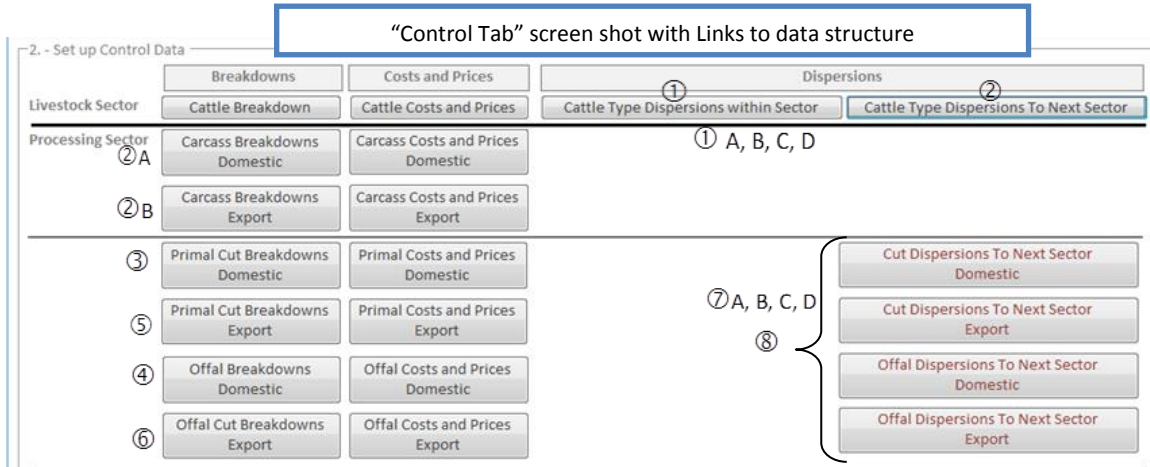 “Control Tab” screen shot with Links to data structure
2. - Set up Control Data
Breakdowns Costs and Prices Dispersions
① ②
Livestock Sector Cattle Breakdown Cattle Costs and Prices Cattle Type Dispersions within Sector Cattle Type Dispersions To Next Sector
Processing Sector
②A
Carcass Breakdowns
Domestic
Carcass Costs and Prices
Domestic
① A, B, C, D
②B
Carcass Breakdowns
Export
Carcass Costs and Prices
Export
③
Primal Cut Breakdowns
Domestic
Primal Costs and Prices
Domestic
Cut Dispersions To Next Sector
Domestic
⑤
Primal Cut Breakdowns
Export
Primal Costs and Prices
Export
⑦A, B, C, D
⑧
Cut Dispersions To Next Sector
Export
④
Offal Breakdowns
Domestic
Offal Costs and Prices
Domestic
Offal Dispersions To Next Sector
Domestic
⑥
Offal Cut Breakdowns
Export
Offal Costs and Prices
Export
Offal Dispersions To Next Sector
Export